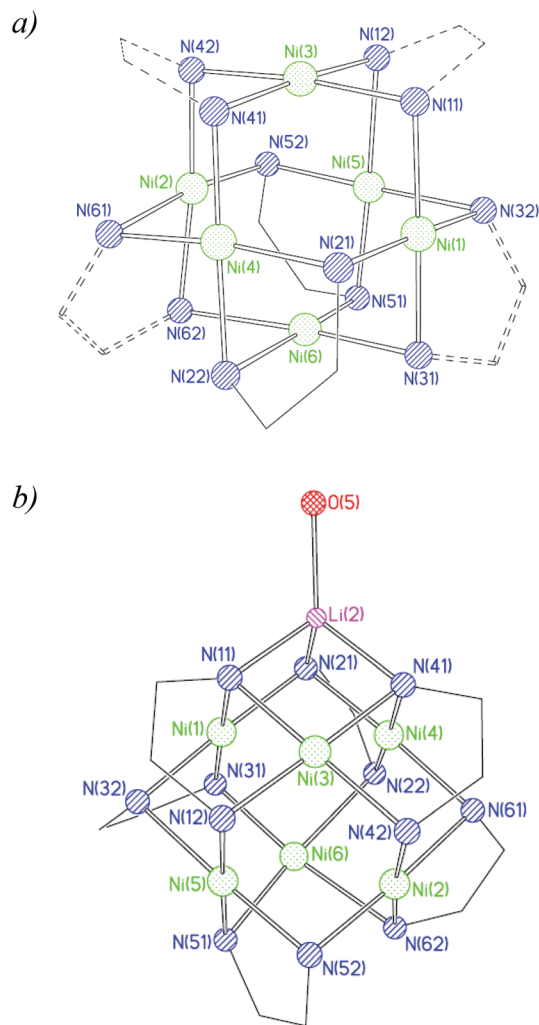 a)
N(42)
Ni(3)
N(12)
N(41)
N(11)
N(52)
Ni(2)
Ni(5)
N(61)
N(32)
Ni(4)
N(21)
Ni(1)
N(62)
Ni(6)
N(51)
N(22)
N(31)
b)
O(5)
Li(2)
N(11)
N(21)
N(41)
Ni(1)
Ni(4)
N(31)
Ni(3)
N(22)
N(32)
N(12)
N(42)
N(61)
Ni(5)
Ni(6)
Ni(2)
N(51)
N(52)
N(62)